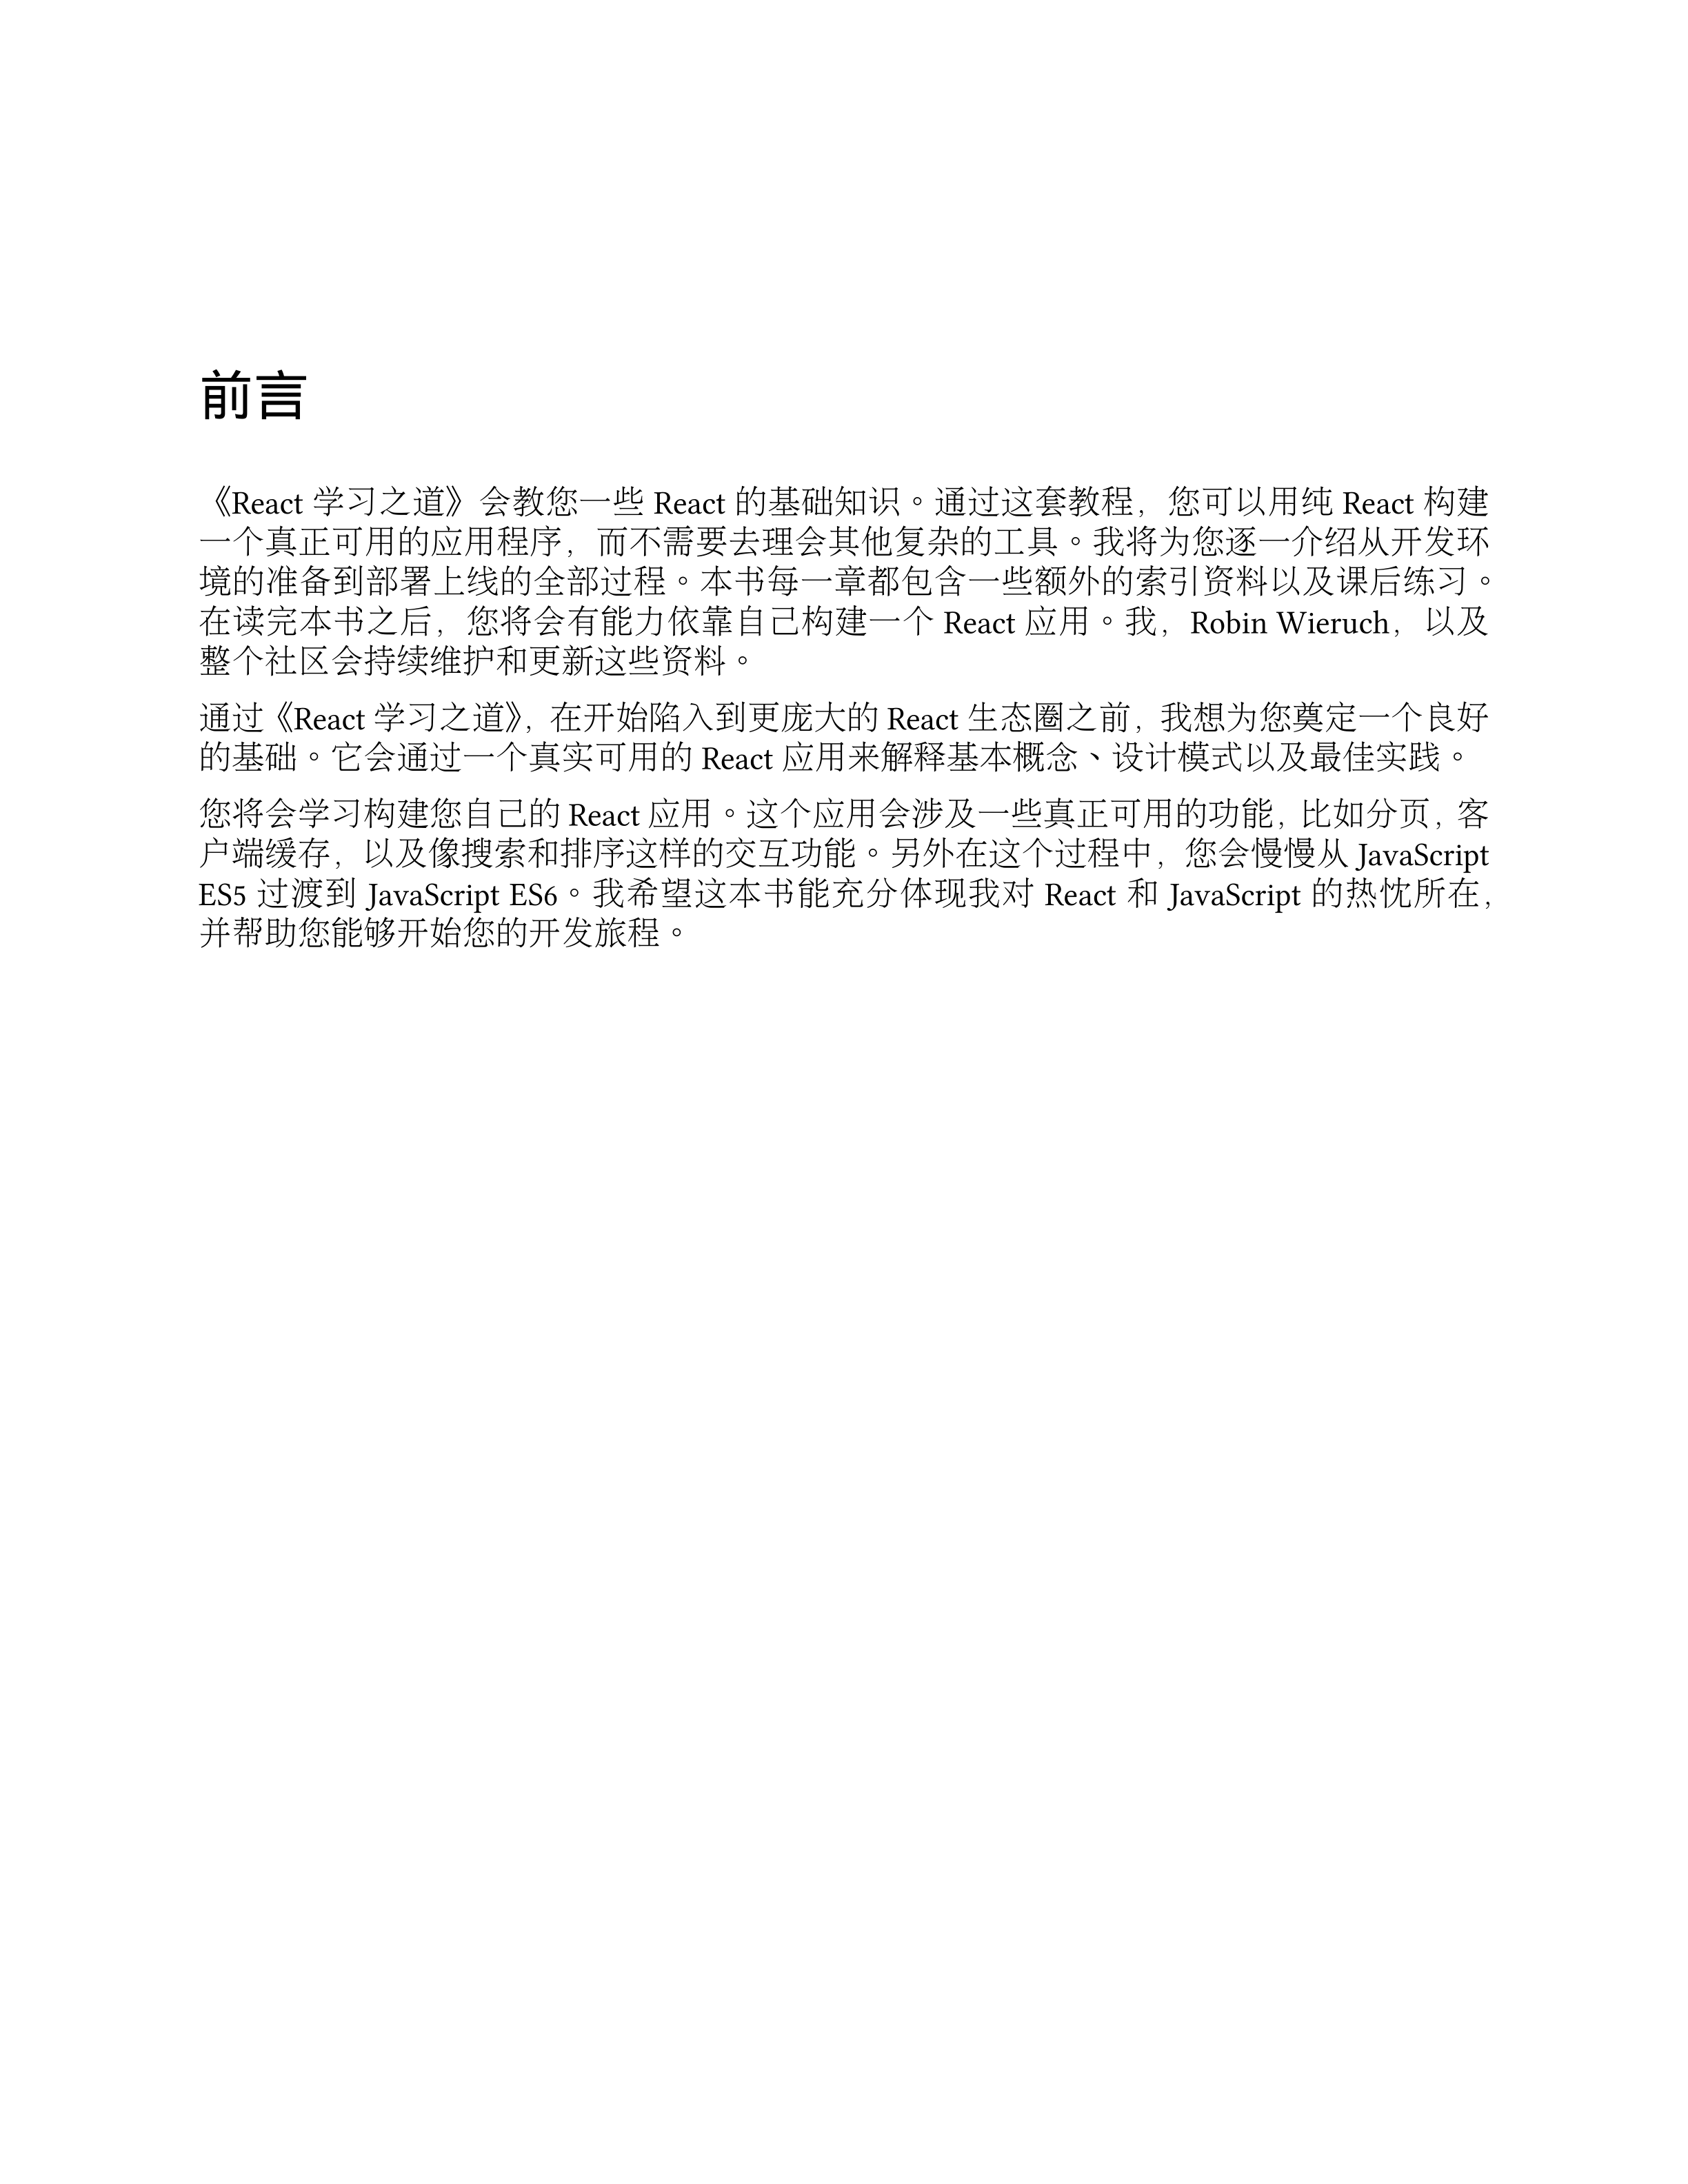 前言
《React 学习之道》会教您一些 React 的基础知识。通过这套教程，您可以用纯 React 构建
一个真正可用的应用程序，而不需要去理会其他复杂的工具。我将为您逐一介绍从开发环
境的准备到部署上线的全部过程。本书每一章都包含一些额外的索引资料以及课后练习。
在读完本书之后，您将会有能力依靠自己构建一个 React 应用。我，Robin Wieruch，以及
整个社区会持续维护和更新这些资料。
通过《React 学习之道》，在开始陷入到更庞大的 React 生态圈之前，我想为您奠定一个良好
的基础。它会通过一个真实可用的 React 应用来解释基本概念、设计模式以及最佳实践。
您将会学习构建您自己的 React 应用。这个应用会涉及一些真正可用的功能，比如分页，客
户端缓存，以及像搜索和排序这样的交互功能。另外在这个过程中，您会慢慢从 JavaScript
ES5 过渡到 JavaScript ES6。我希望这本书能充分体现我对 React 和 JavaScript 的热忱所在，
并帮助您能够开始您的开发旅程。